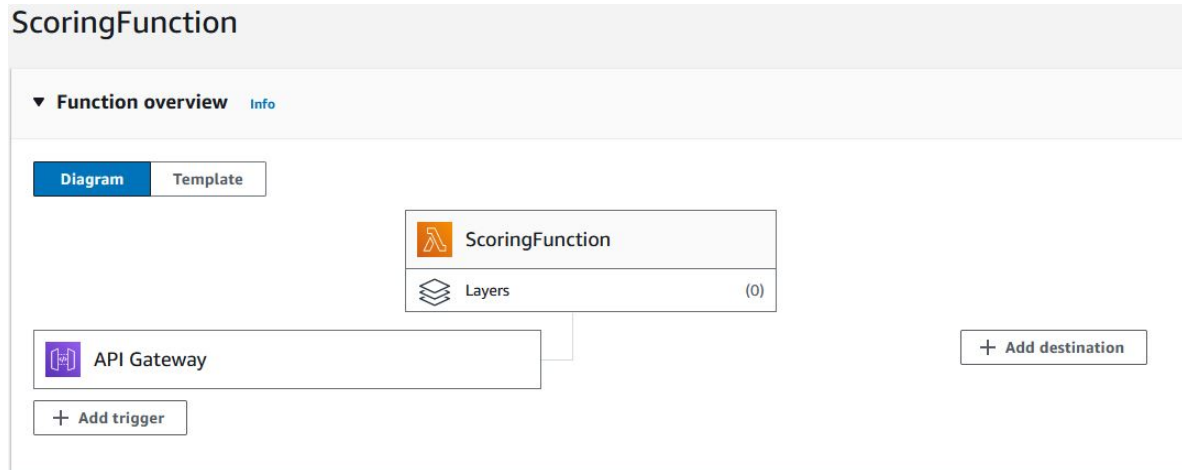 ScoringFunction
Function overview Info
Diagram Template
ScoringFunction
Layers (0)
API Gateway
+ Add destination
+ Add trigger